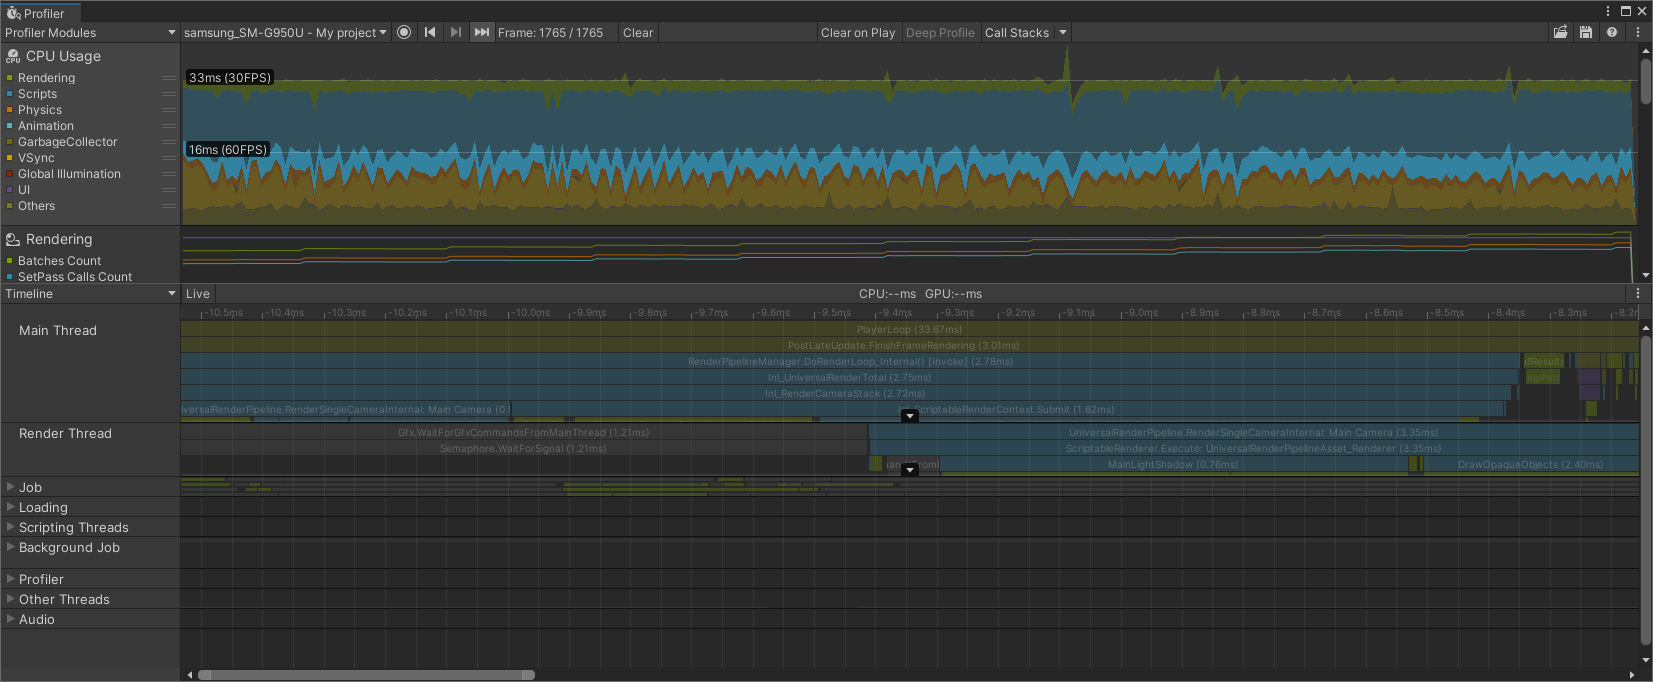 Profiler
Profiler Modules
samsung_SM-G950U - My project
Frame: 1765 / 1765
Clear
Clear on Play
Deep Profile
Call Stacks
CPU
CPU Usage
Rendering
Scripts
Physics
Animation
GarbageCollector
VSync
Global Illumination
UI
Others
33ms (30FPS)
16ms (60FPS)
Rendering
Batches Count
SetPass Calls Count
Timeline
Live
CPU:--ms GPU:--ms
-10.5ms -10.4ms -10.3ms -10.2ms -10.1ms -10.0ms -9.9ms -9.8ms -9.7ms -9.6ms -9.5ms -9.4ms -9.3ms -9.2ms -9.1ms -9.0ms -8.9ms -8.8ms -8.7ms -8.6ms -8.5ms -8.4ms -8.3ms
Main Thread
PlayerLoop (33.67ms)
PostLateUpdate.FinishFrameRendering (3.01ms)
RenderPipelineManager.DoRenderLoop_Internal() [Invoke] (2.78ms)
Inl_UniversalRenderTotal (2.75ms)
Inl_RenderCameraStack (2.72ms)
iversalRenderPipeline.RenderSingleCameraInternal: Main Camera
ScriptableRenderContext.Submit (1.62ms)
Render Thread
Gfx.WaitForGfxCommandsFromMainThread (1.21ms)
UniversalRenderPipeline.RenderSingleCameraInternal: Main Camera (3.35ms)
Semaphore.WaitForSignal (1.21ms)
ScriptableRenderer.Execute: UniversalRenderPipelineAsset_Renderer (3.35ms)
MainLightShadow (0.76ms)
DrawOpaqueObjects (2.40ms)
Job
Loading
Scripting Threads
Background Job
Profiler
Other Threads
Audio